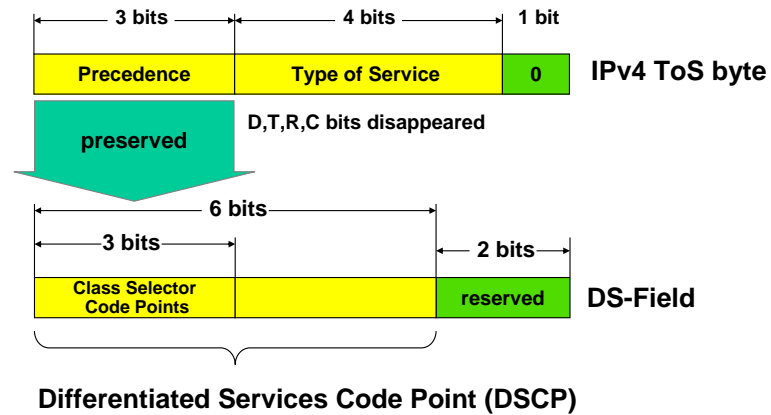 3 bits 4 bits 1 bit
Precedence Type of Service 0 IPv4 ToS byte
preserved
D,T,R,C bits disappeared
6 bits
3 bits 2 bits
Class Selector
Code Points
reserved DS-Field
Differentiated Services Code Point (DSCP)